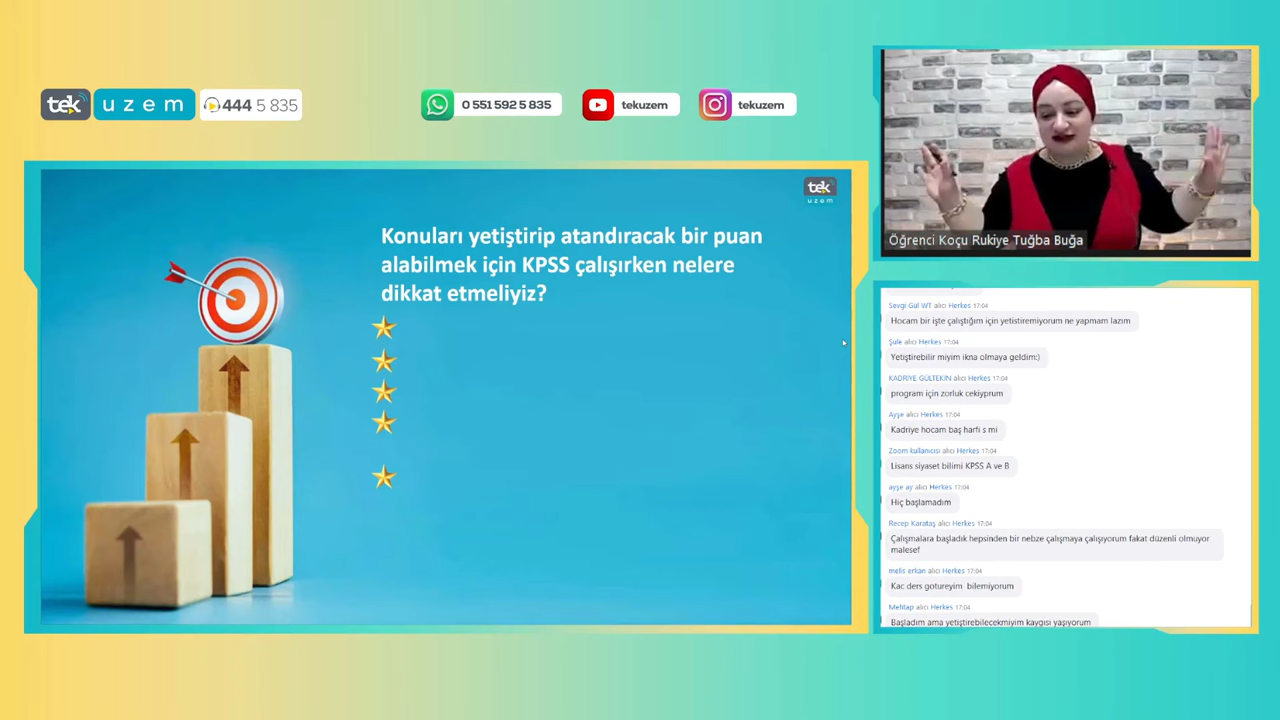 tek uzem 444 5 835
0 551 592 5 835
tekuzem
tekuzem
tek
uzem
Konuları yetiştirip atandıracak bir puan
alabilmek için KPSS çalışırken nelere
dikkat etmeliyiz?
Öğrenci Koçu Rukiye Tuğba Buğa
Sevgi Gül WT alıcı Herkes 17:04
Hocam bir işte çalıştığım için yetistiremiyorum ne yapmam lazım
Şule alıcı Herkes 17:04
Yetiştirebilir miyim ikna olmaya geldim:)
KADRİYE GÜLTEKİN alıcı Herkes 17:04
program için zorluk cekiyprum
Ayşe alıcı Herkes 17:04
Kadriye hocam baş harfi s mi
Zoom kullanıcısı alıcı Herkes 17:04
Lisans siyaset bilimi KPSS A ve B
ayşe ay alıcı Herkes 17:04
Hiç başlamadım
Recep Karataş alıcı Herkes 17:04
Çalışmalara başladık hepsinden bir nebze çalışmaya çalışıyorum fakat düzenli olmuyor
malesef
melis erkan alıcı Herkes 17:04
Kac ders gotureyim bilemiyorum
Mehtap alıcı Herkes 17:04
Başladım ama yetiştirebilecekmiyim kaygısı yaşıyorum